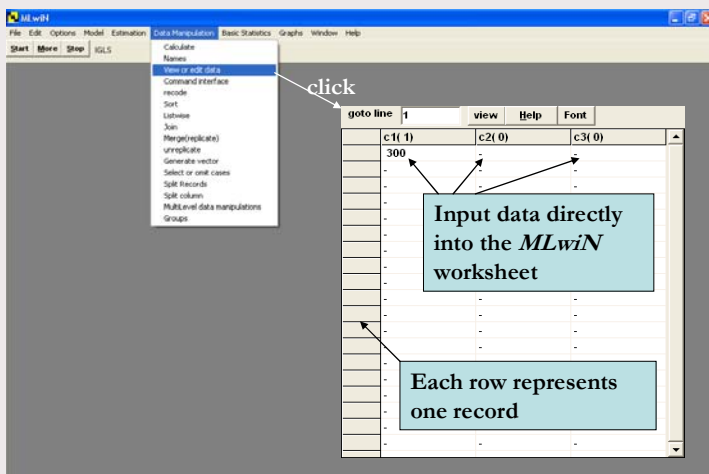 MLwiN
File Edit Options Model Estimation Data Manipulation Basic Statistics Graphs Window Help
Start More Stop IGLS
Calculate
Names
View or edit data
Command interface
recode
Sort
Listwise
Join
Merge(replicate)
unreplicate
Generate vector
Select or omit cases
Split Records
Split column
MultiLevel data manipulations
Groups
click
goto line 1 view Help Font
c1( 1) c2( 0) c3( 0)
300 - -
Input data directly
into the MLwiN
worksheet
Each row represents
one record